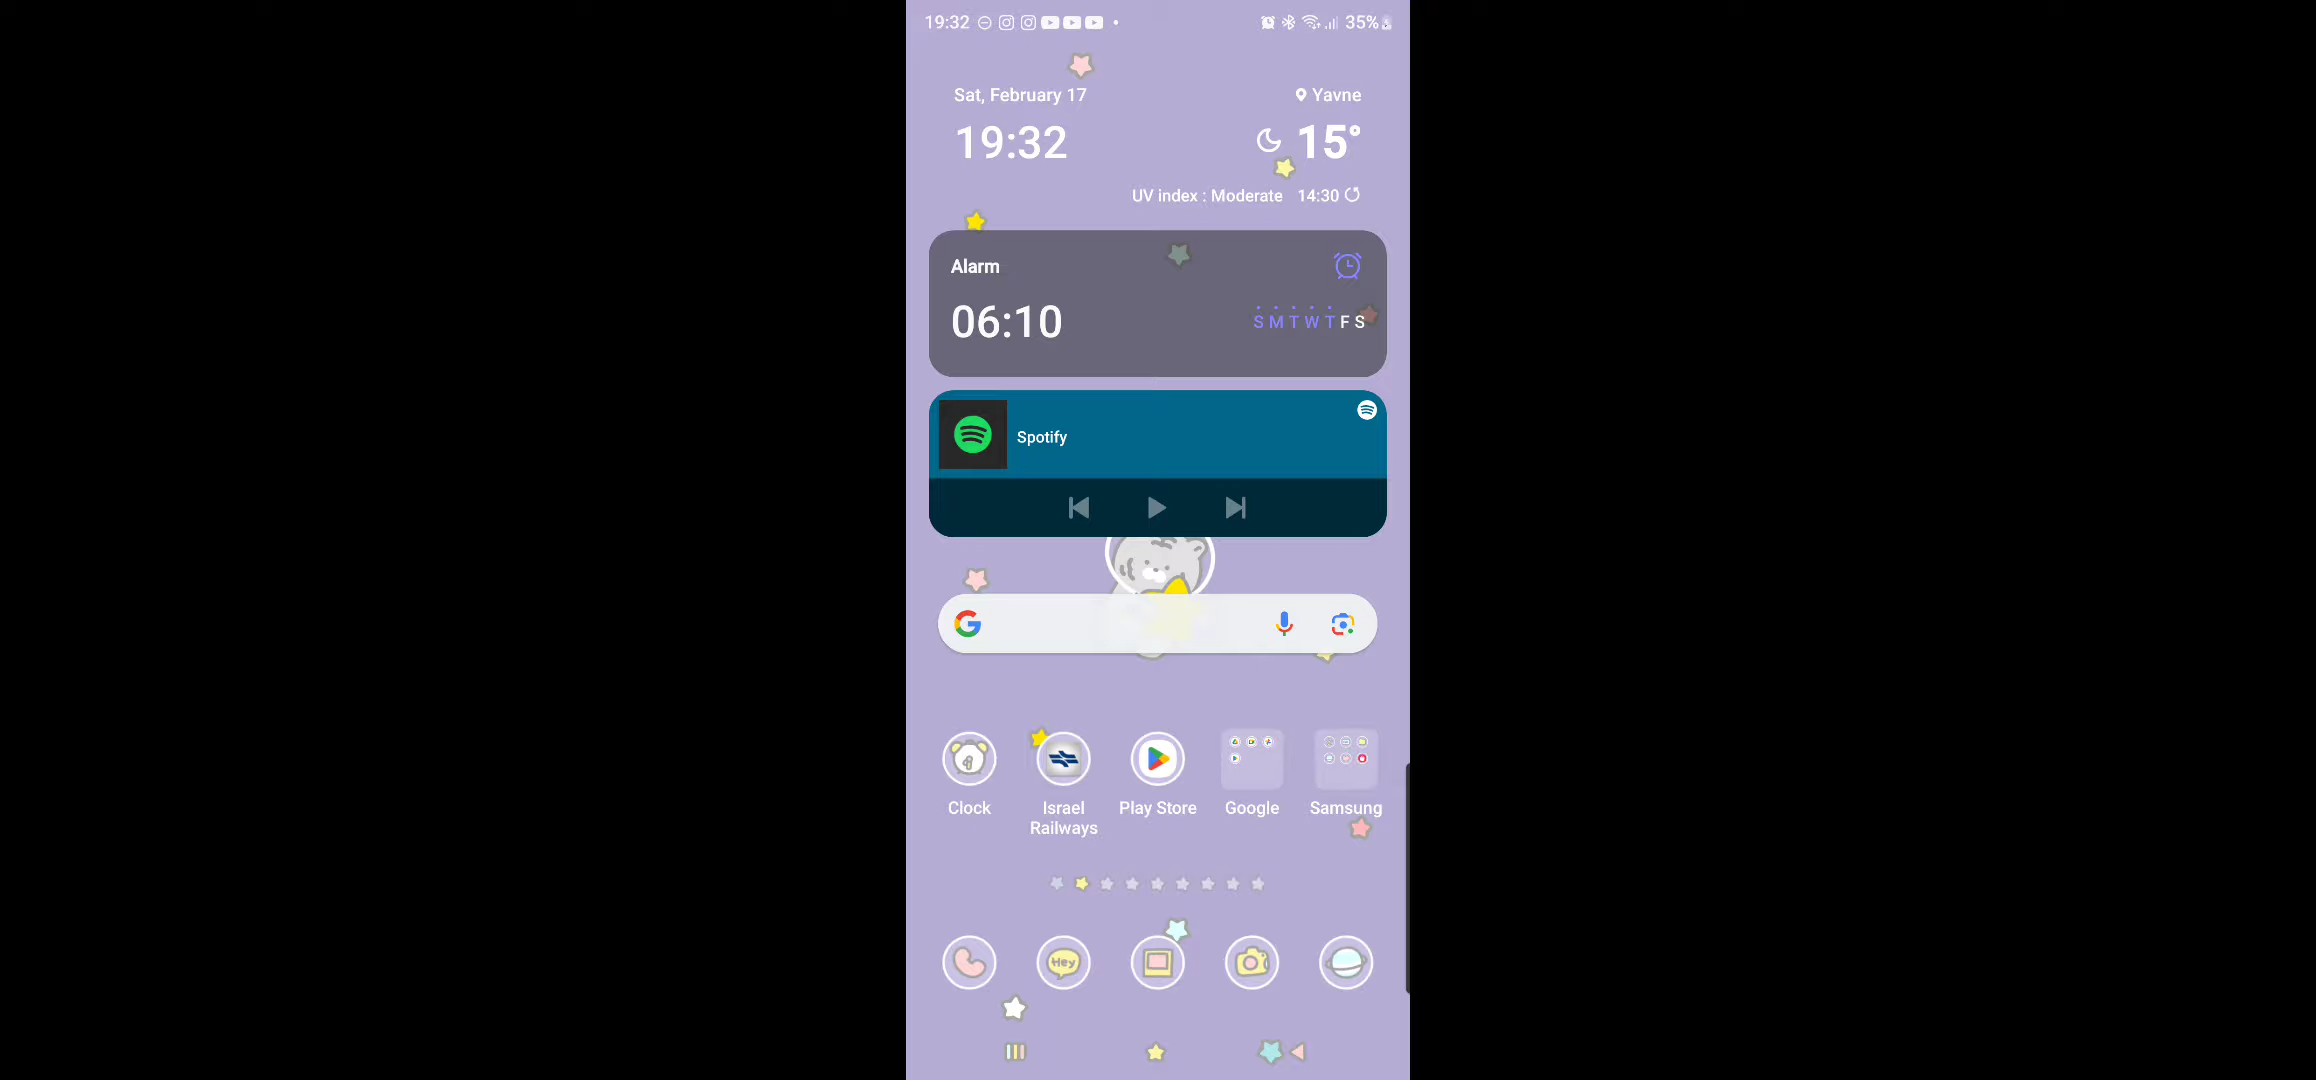 19:32
35%
Sat, February 17
Yavne
19:32
15°
UV index : Moderate 14:30
Alarm
06:10
S M T W T F S
Spotify
Clock
Israel Railways
Play Store
Google
Samsung
Hey